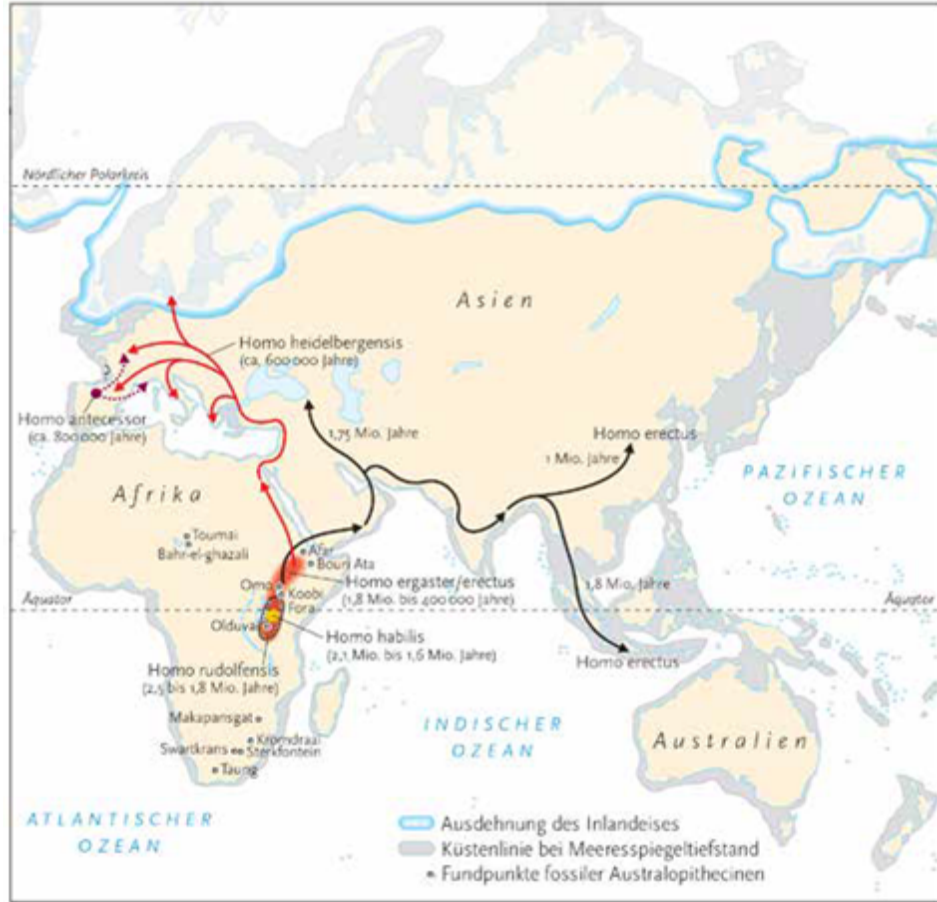 Nördlicher Polarkreis
Asien
Homo heidelbergensis
(ca. 600 000 Jahre)
Homo antecessor
(ca. 800 000 Jahre)
1,75 Mio. Jahre
Homo erectus
1 Mio. Jahre
PAZIFISCHER
OZEAN
Afrika
Toumai
Bahr-el-ghazali
Afar
Bouri Ata
Omo
Koobi
Fora
Homo ergaster/erectus
(1,8 Mio. bis 400 000 Jahre)
1,8 Mio. Jahre
Äquator
Äquator
Olduvai
Homo habilis
(2,1 Mio. bis 1,6 Mio. Jahre)
Homo erectus
Homo rudolfensis
(2,5 bis 1,8 Mio. Jahre)
Makapansgat
Kromdraai
Swartkrans
Sterkfontein
Taung
INDISCHER
OZEAN
Australien
ATLANTISCHER
OZEAN
Ausdehnung des Inlandeises
Küstenlinie bei Meeresspiegeltiefstand
Fundpunkte fossiler Australopithecinen